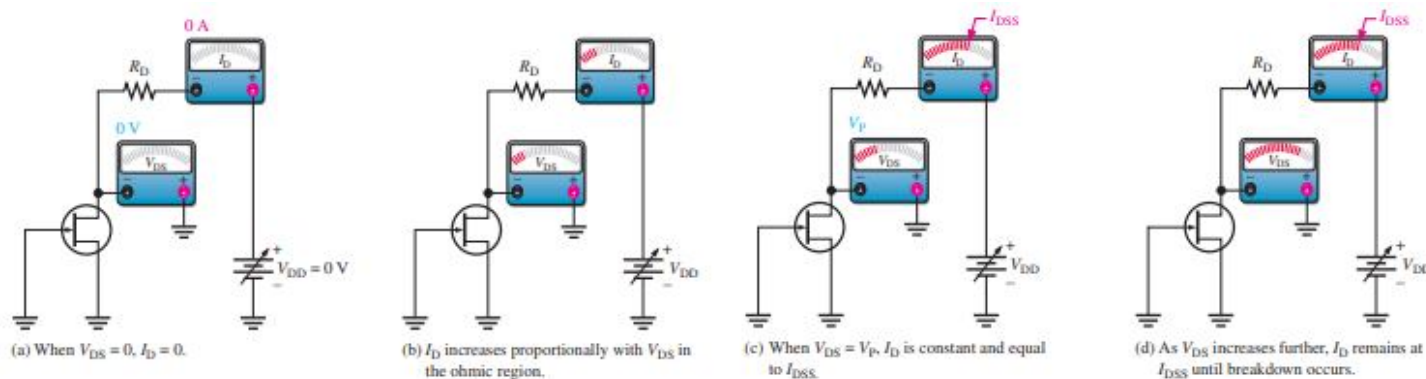 0 A
I_D
R_D
− +
0 V
V_DS
− +
+
V_DD = 0 V
−
(a) When V_DS = 0, I_D = 0.
I_D
R_D
− +
V_DS
− +
+
V_DD
−
(b) I_D increases proportionally with V_DS in
the ohmic region.
I_DSS
I_D
R_D
− +
V_P
V_DS
− +
+
V_DD
−
(c) When V_DS = V_P, I_D is constant and equal
to I_DSS.
I_DSS
I_D
R_D
− +
V_DS
− +
+
V_DD
−
(d) As V_DS increases further, I_D remains at
I_DSS until breakdown occurs.